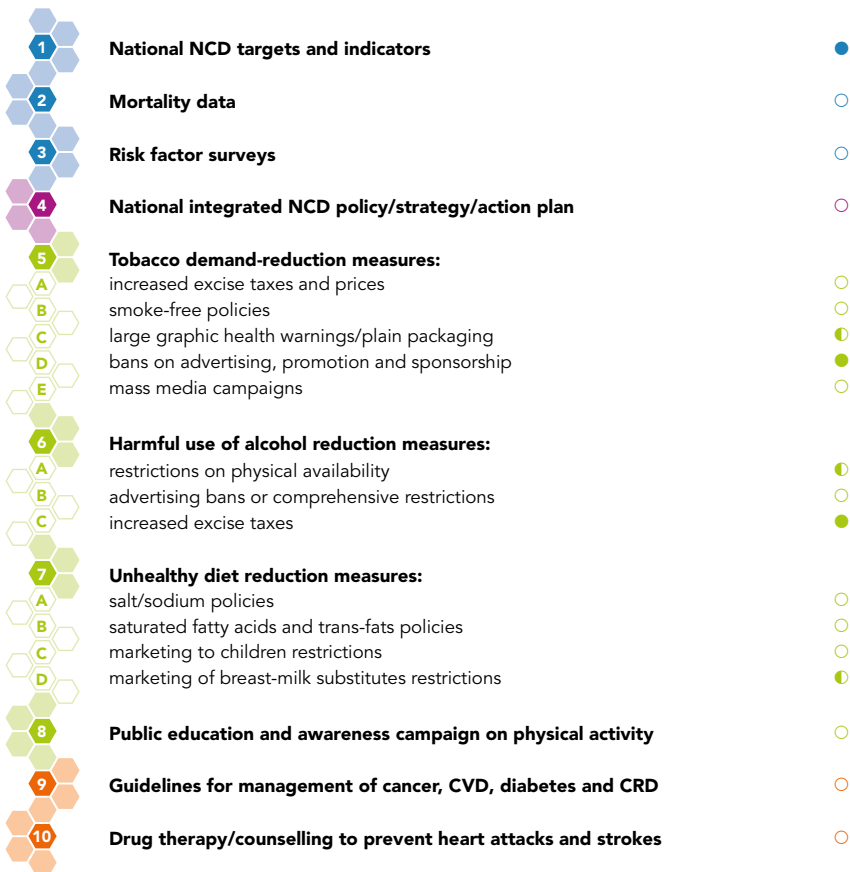 1 National NCD targets and indicators
2 Mortality data
3 Risk factor surveys
4 National integrated NCD policy/strategy/action plan
5 Tobacco demand-reduction measures:
A increased excise taxes and prices
B smoke-free policies
C large graphic health warnings/plain packaging
D bans on advertising, promotion and sponsorship
E mass media campaigns
6 Harmful use of alcohol reduction measures:
A restrictions on physical availability
B advertising bans or comprehensive restrictions
C increased excise taxes
7 Unhealthy diet reduction measures:
A salt/sodium policies
B saturated fatty acids and trans-fats policies
C marketing to children restrictions
D marketing of breast-milk substitutes restrictions
8 Public education and awareness campaign on physical activity
9 Guidelines for management of cancer, CVD, diabetes and CRD
10 Drug therapy/counselling to prevent heart attacks and strokes